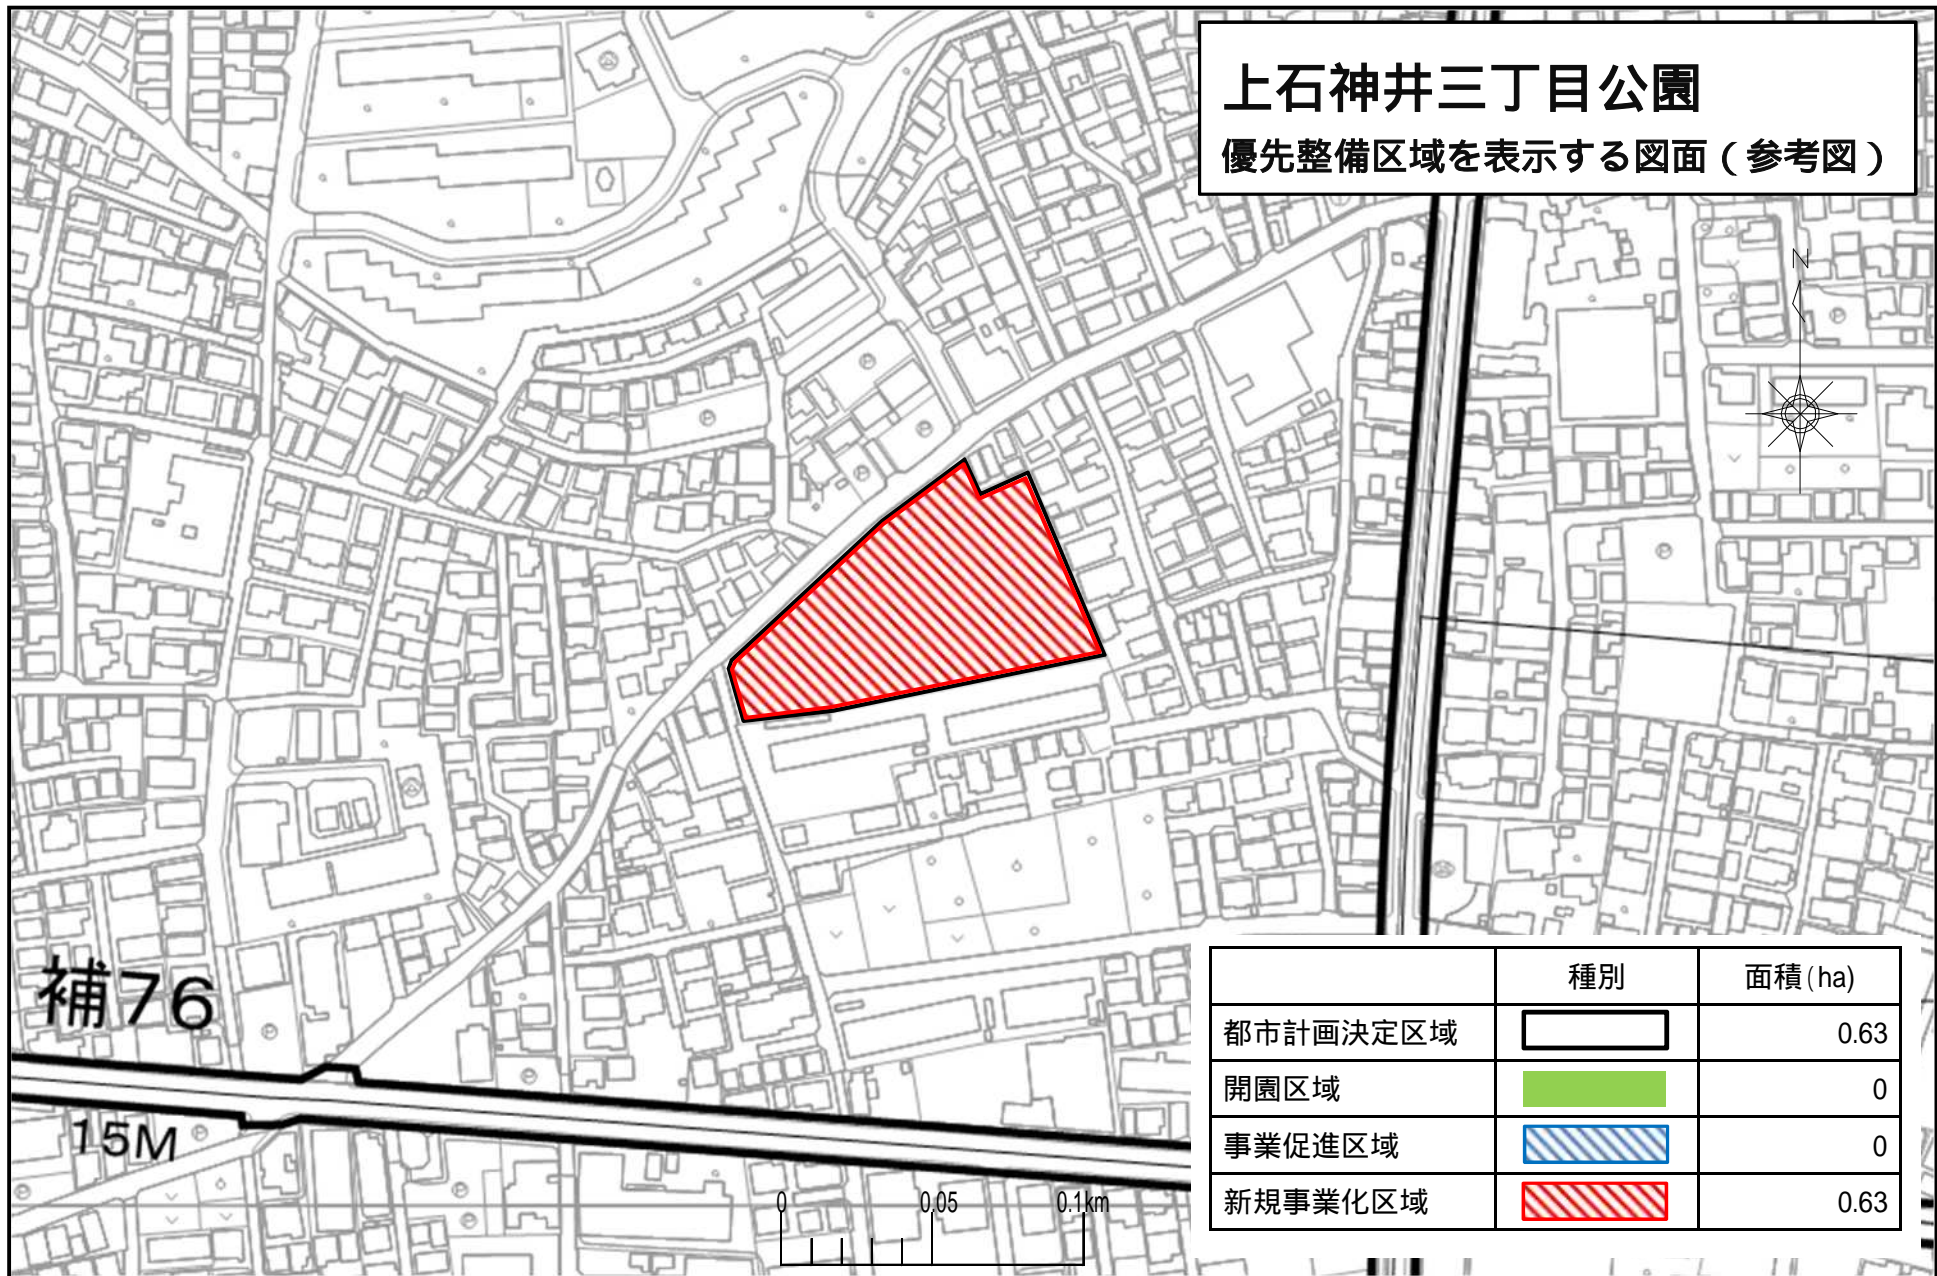 上石神井三丁目公園
優先整備区域を表示する図面(参考図)
N
補76
15M
0 0.05 0.1km
種別 面積(ha)
都市計画決定区域 0.63
開園区域 0
事業促進区域 0
新規事業化区域 0.63